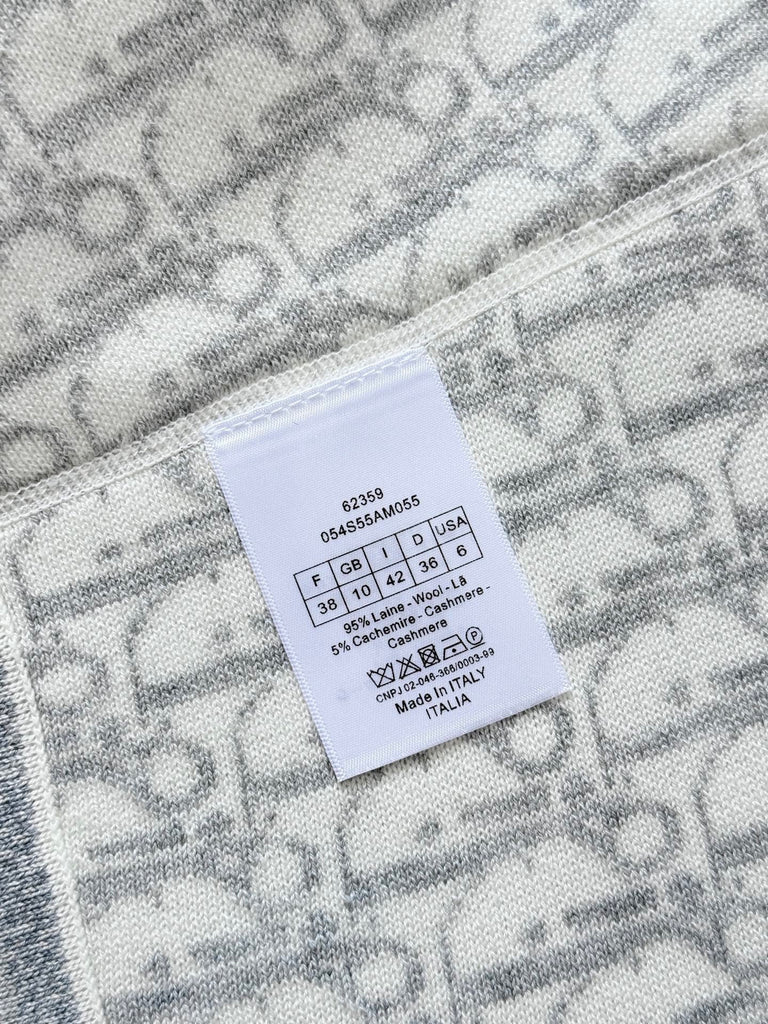 62359
054S55AM055
F GB I D USA
38 10 42 36 6
95% Laine - Wool - Lã
5% Cachemire - Cashmere -
Cashmere
CNPJ 02-046-366/0003-99
Made In ITALY
ITALIA